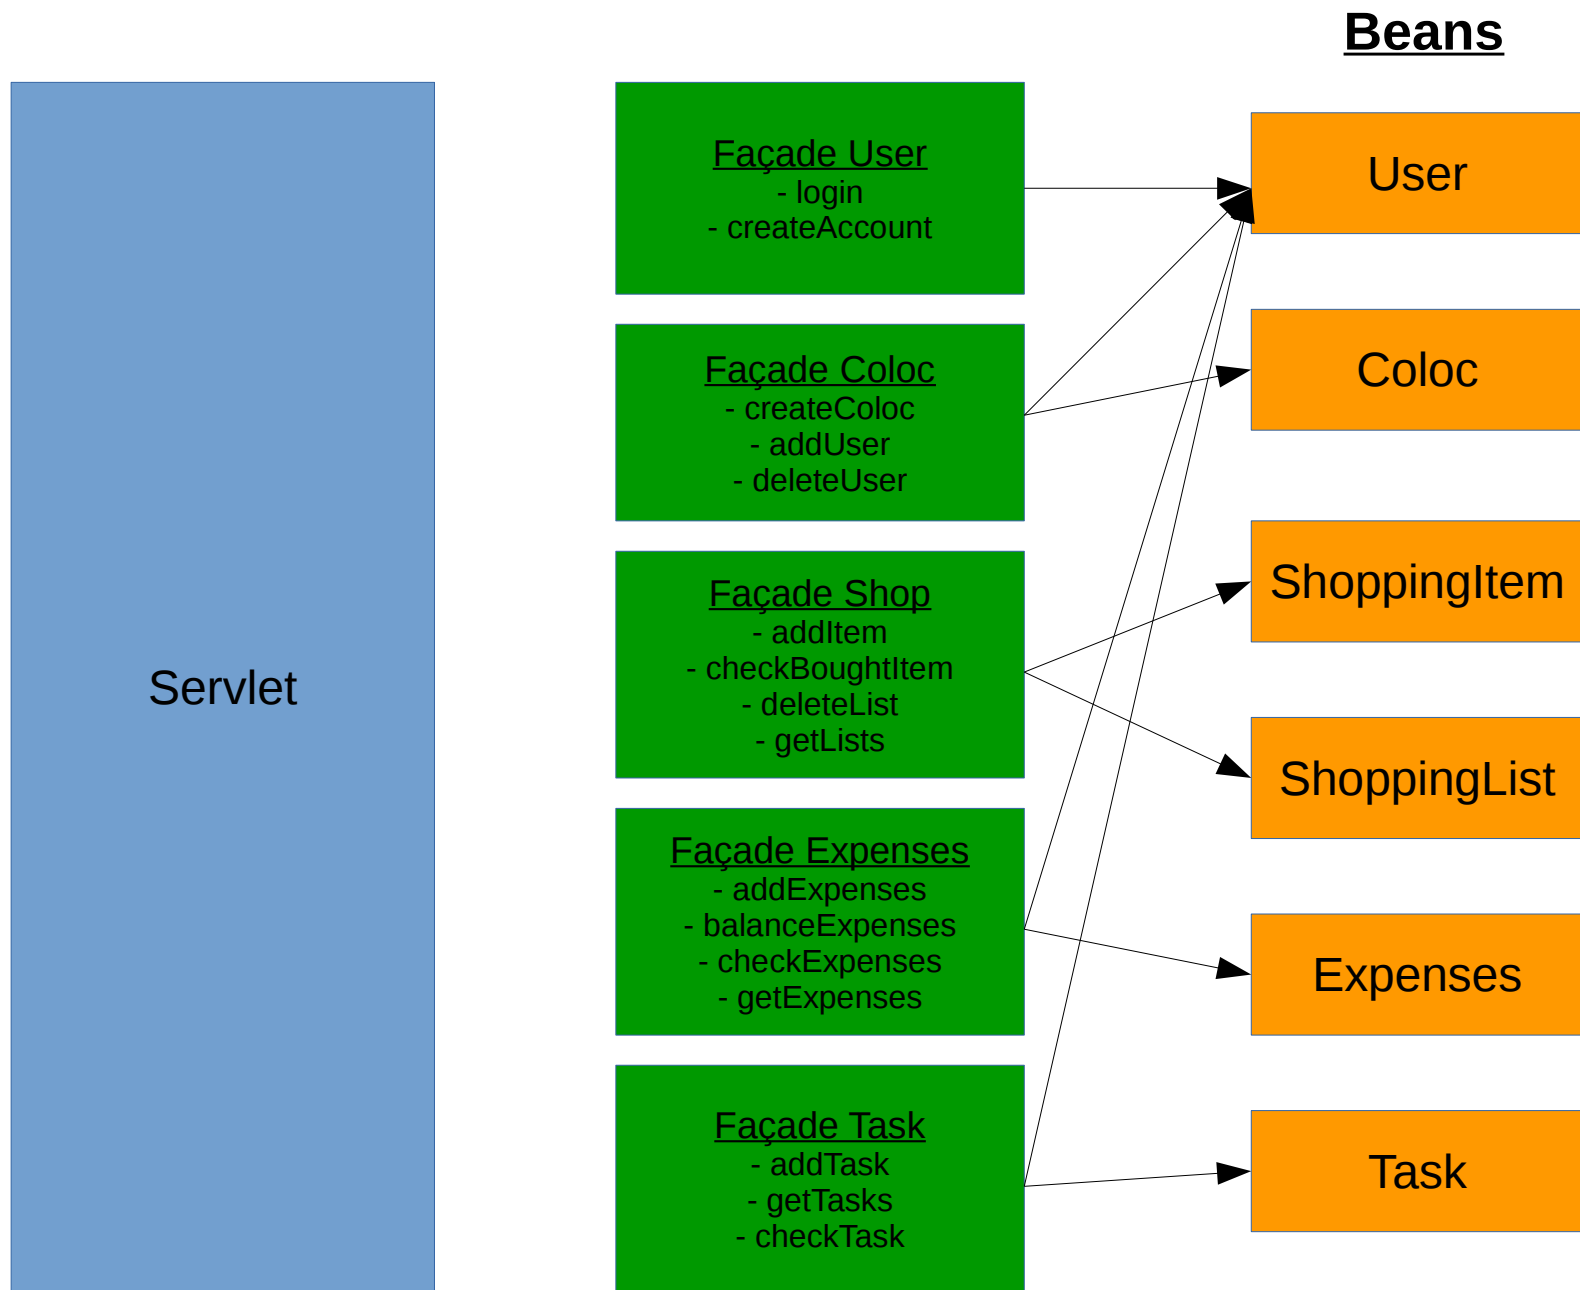 Beans
Servlet
Façade User
- login
- createAccount
Façade Coloc
- createColoc
- addUser
- deleteUser
Façade Shop
- addItem
- checkBoughtItem
- deleteList
- getLists
Façade Expenses
- addExpenses
- balanceExpenses
- checkExpenses
- getExpenses
Façade Task
- addTask
- getTasks
- checkTask
User
Coloc
ShoppingItem
ShoppingList
Expenses
Task